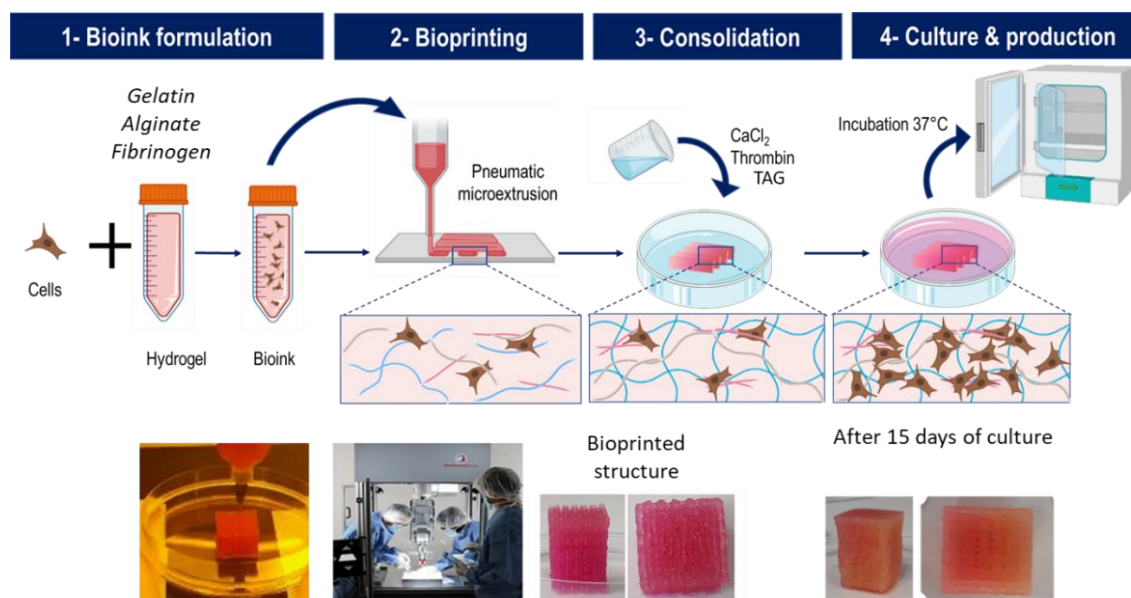 1- Bioink formulation
2- Bioprinting
3- Consolidation
4- Culture & production
Gelatin
Alginate
Fibrinogen
Cells
Hydrogel
Bioink
Pneumatic
microextrusion
CaCl₂
Thrombin
TAG
Incubation 37°C
Bioprinted
structure
After 15 days of culture